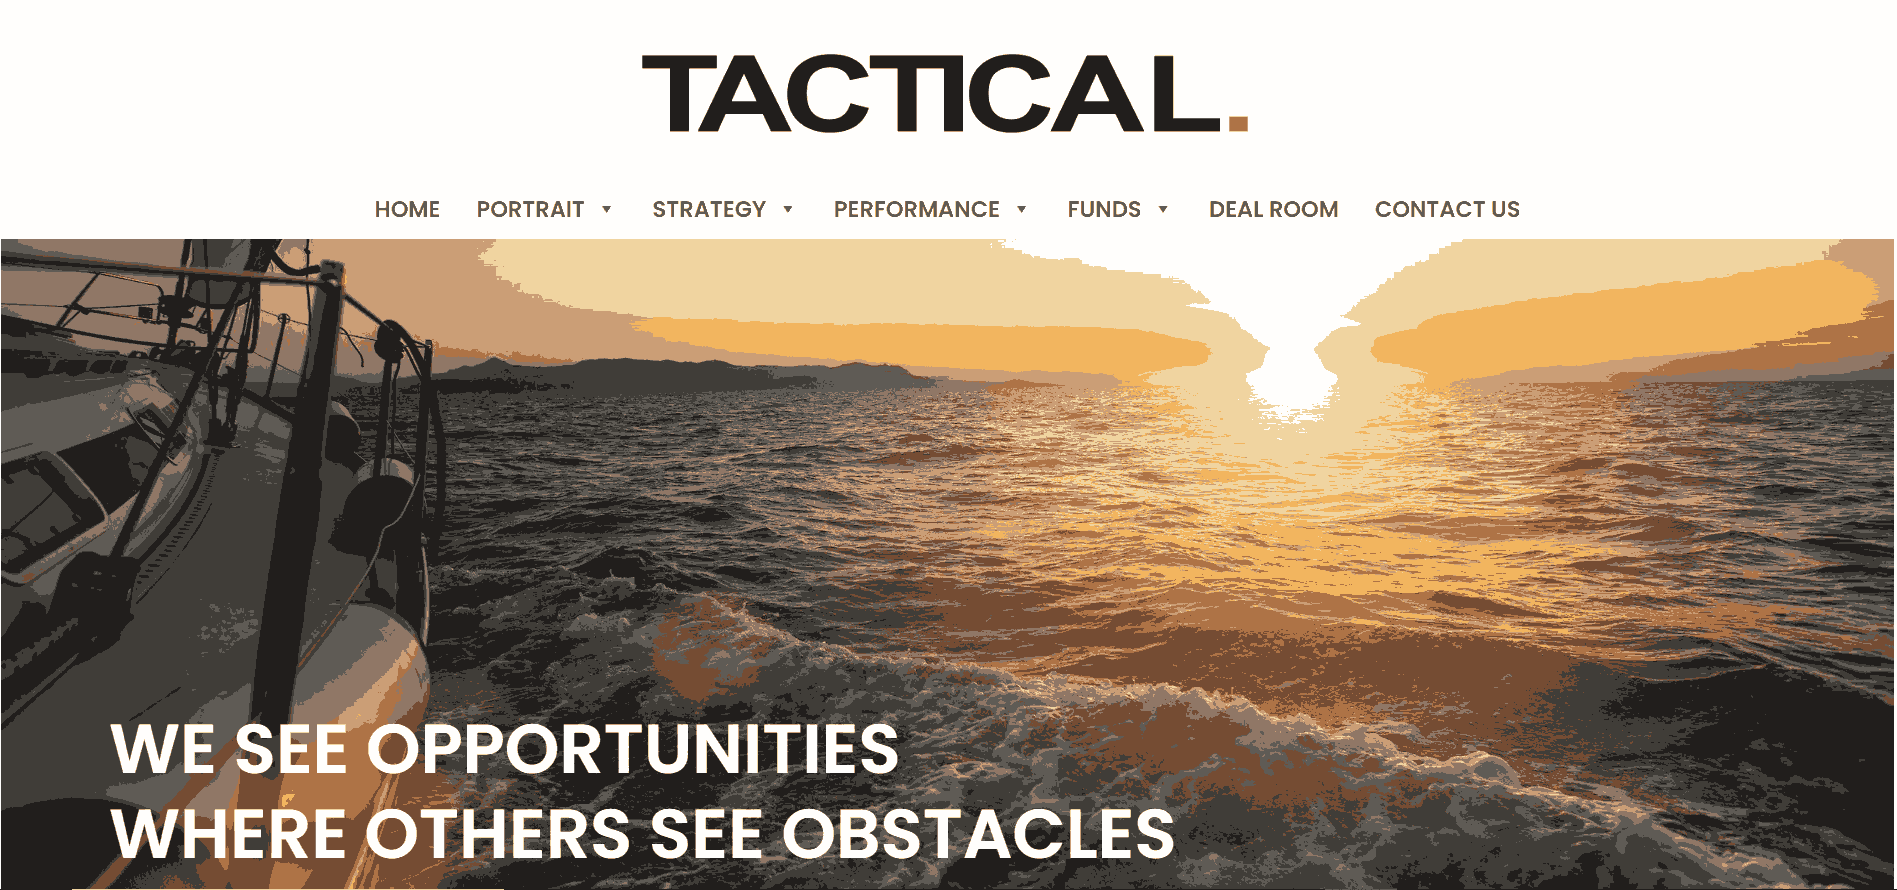 TACTICAL.
HOME PORTRAIT STRATEGY PERFORMANCE FUNDS DEAL ROOM CONTACT US
WE SEE OPPORTUNITIES
WHERE OTHERS SEE OBSTACLES